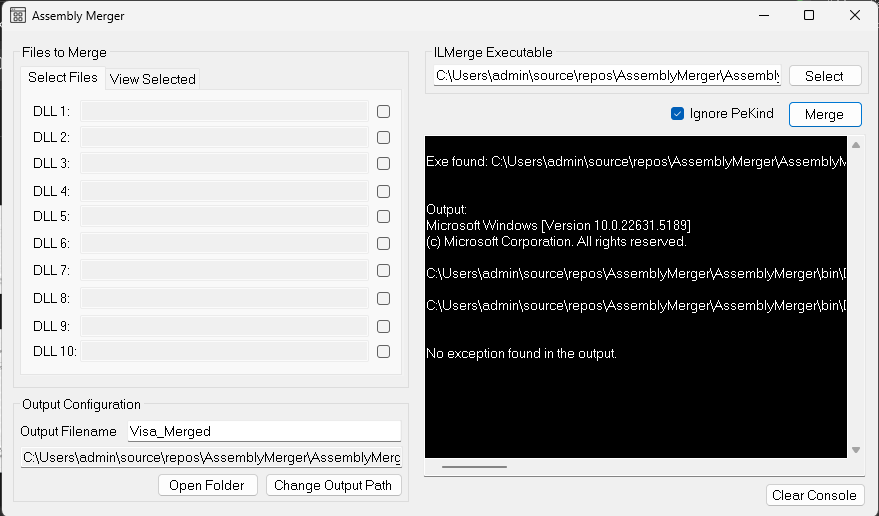 Assembly Merger
Files to Merge
Select Files
View Selected
DLL 1:
DLL 2:
DLL 3:
DLL 4:
DLL 5:
DLL 6:
DLL 7:
DLL 8:
DLL 9:
DLL 10:
Output Configuration
Output Filename Visa_Merged
C:\Users\admin\source\repos\AssemblyMerger\AssemblyMerg
Open Folder
Change Output Path
ILMerge Executable
C:\Users\admin\source\repos\AssemblyMerger\Assembly
Select
Ignore PeKind
Merge
Exe found: C:\Users\admin\source\repos\AssemblyMerger\AssemblyM
Output:
Microsoft Windows [Version 10.0.22631.5189]
(c) Microsoft Corporation. All rights reserved.
C:\Users\admin\source\repos\AssemblyMerger\AssemblyMerger\bin\D
C:\Users\admin\source\repos\AssemblyMerger\AssemblyMerger\bin\D
No exception found in the output.
Clear Console